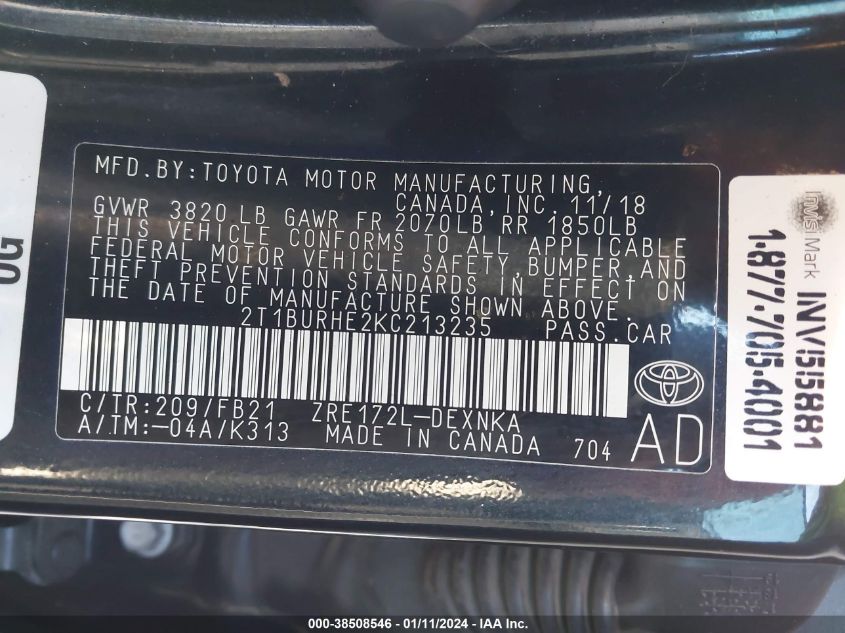 MFD.BY:TOYOTA MOTOR MANUFACTURING,
CANADA,INC. 11/18
GVWR 3820 LB GAWR FR 2070LB RR 1850LB
THIS VEHICLE CONFORMS TO ALL APPLICABLE
FEDERAL MOTOR VEHICLE SAFETY,BUMPER,AND
THEFT PREVENTION STANDARDS IN EFFECT ON
THE DATE OF MANUFACTURE SHOWN ABOVE.
2T1BURHE2KC213235 PASS.CAR
C/TR:209/FB21 ZRE172L-DEXNKA
A/TM:-04A/K313 MADE IN CANADA 704
AD
InvisiMark
INV55881
1-877-705-4001
OG
000-38508546 - 01/11/2024 - IAA Inc.